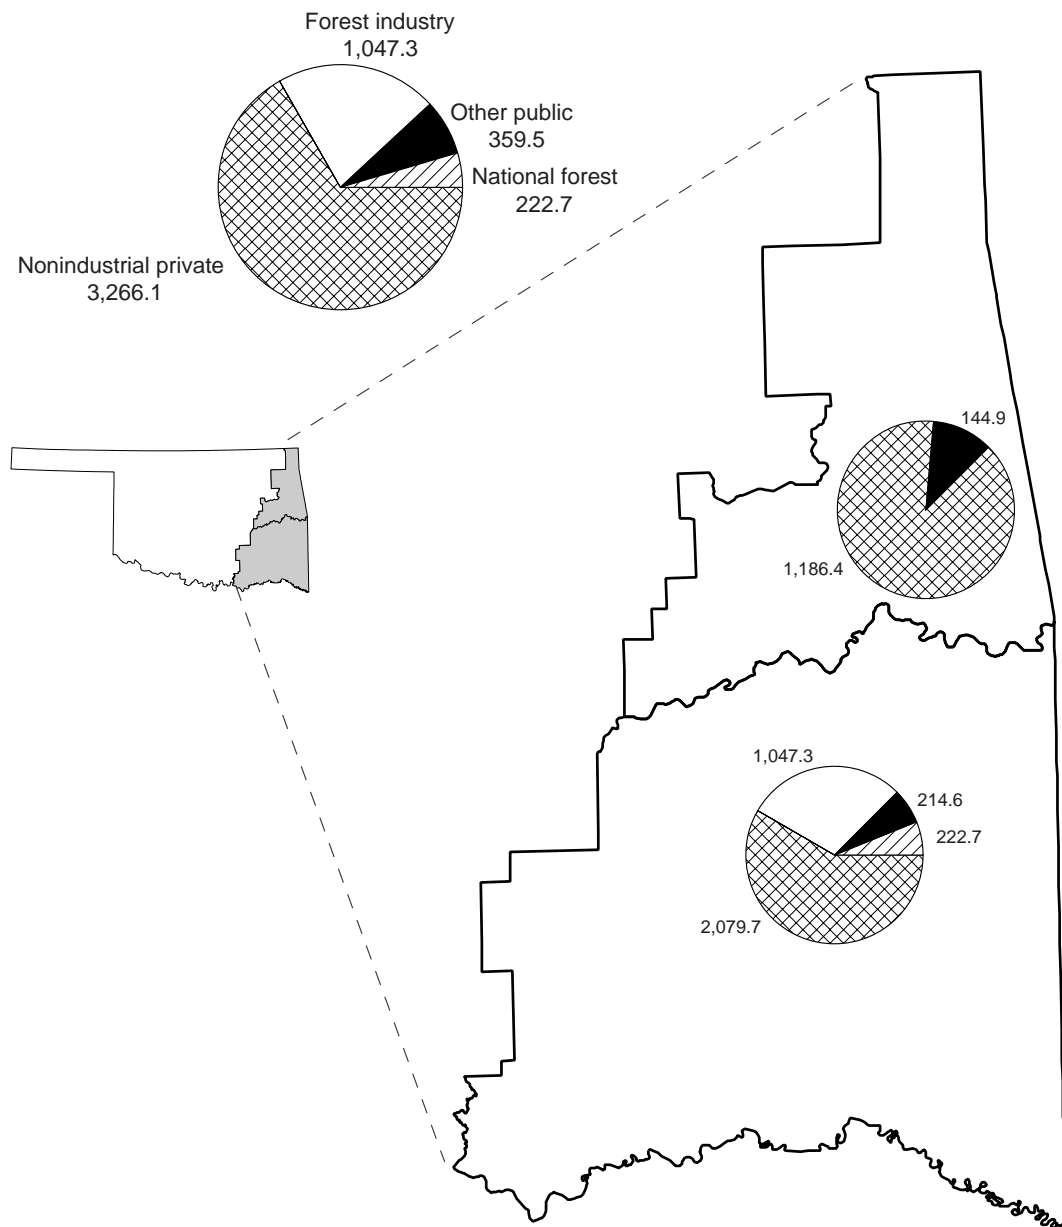 Forest industry
1,047.3
Other public
359.5
National forest
222.7
Nonindustrial private
3,266.1
144.9
1,186.4
1,047.3
214.6
222.7
2,079.7